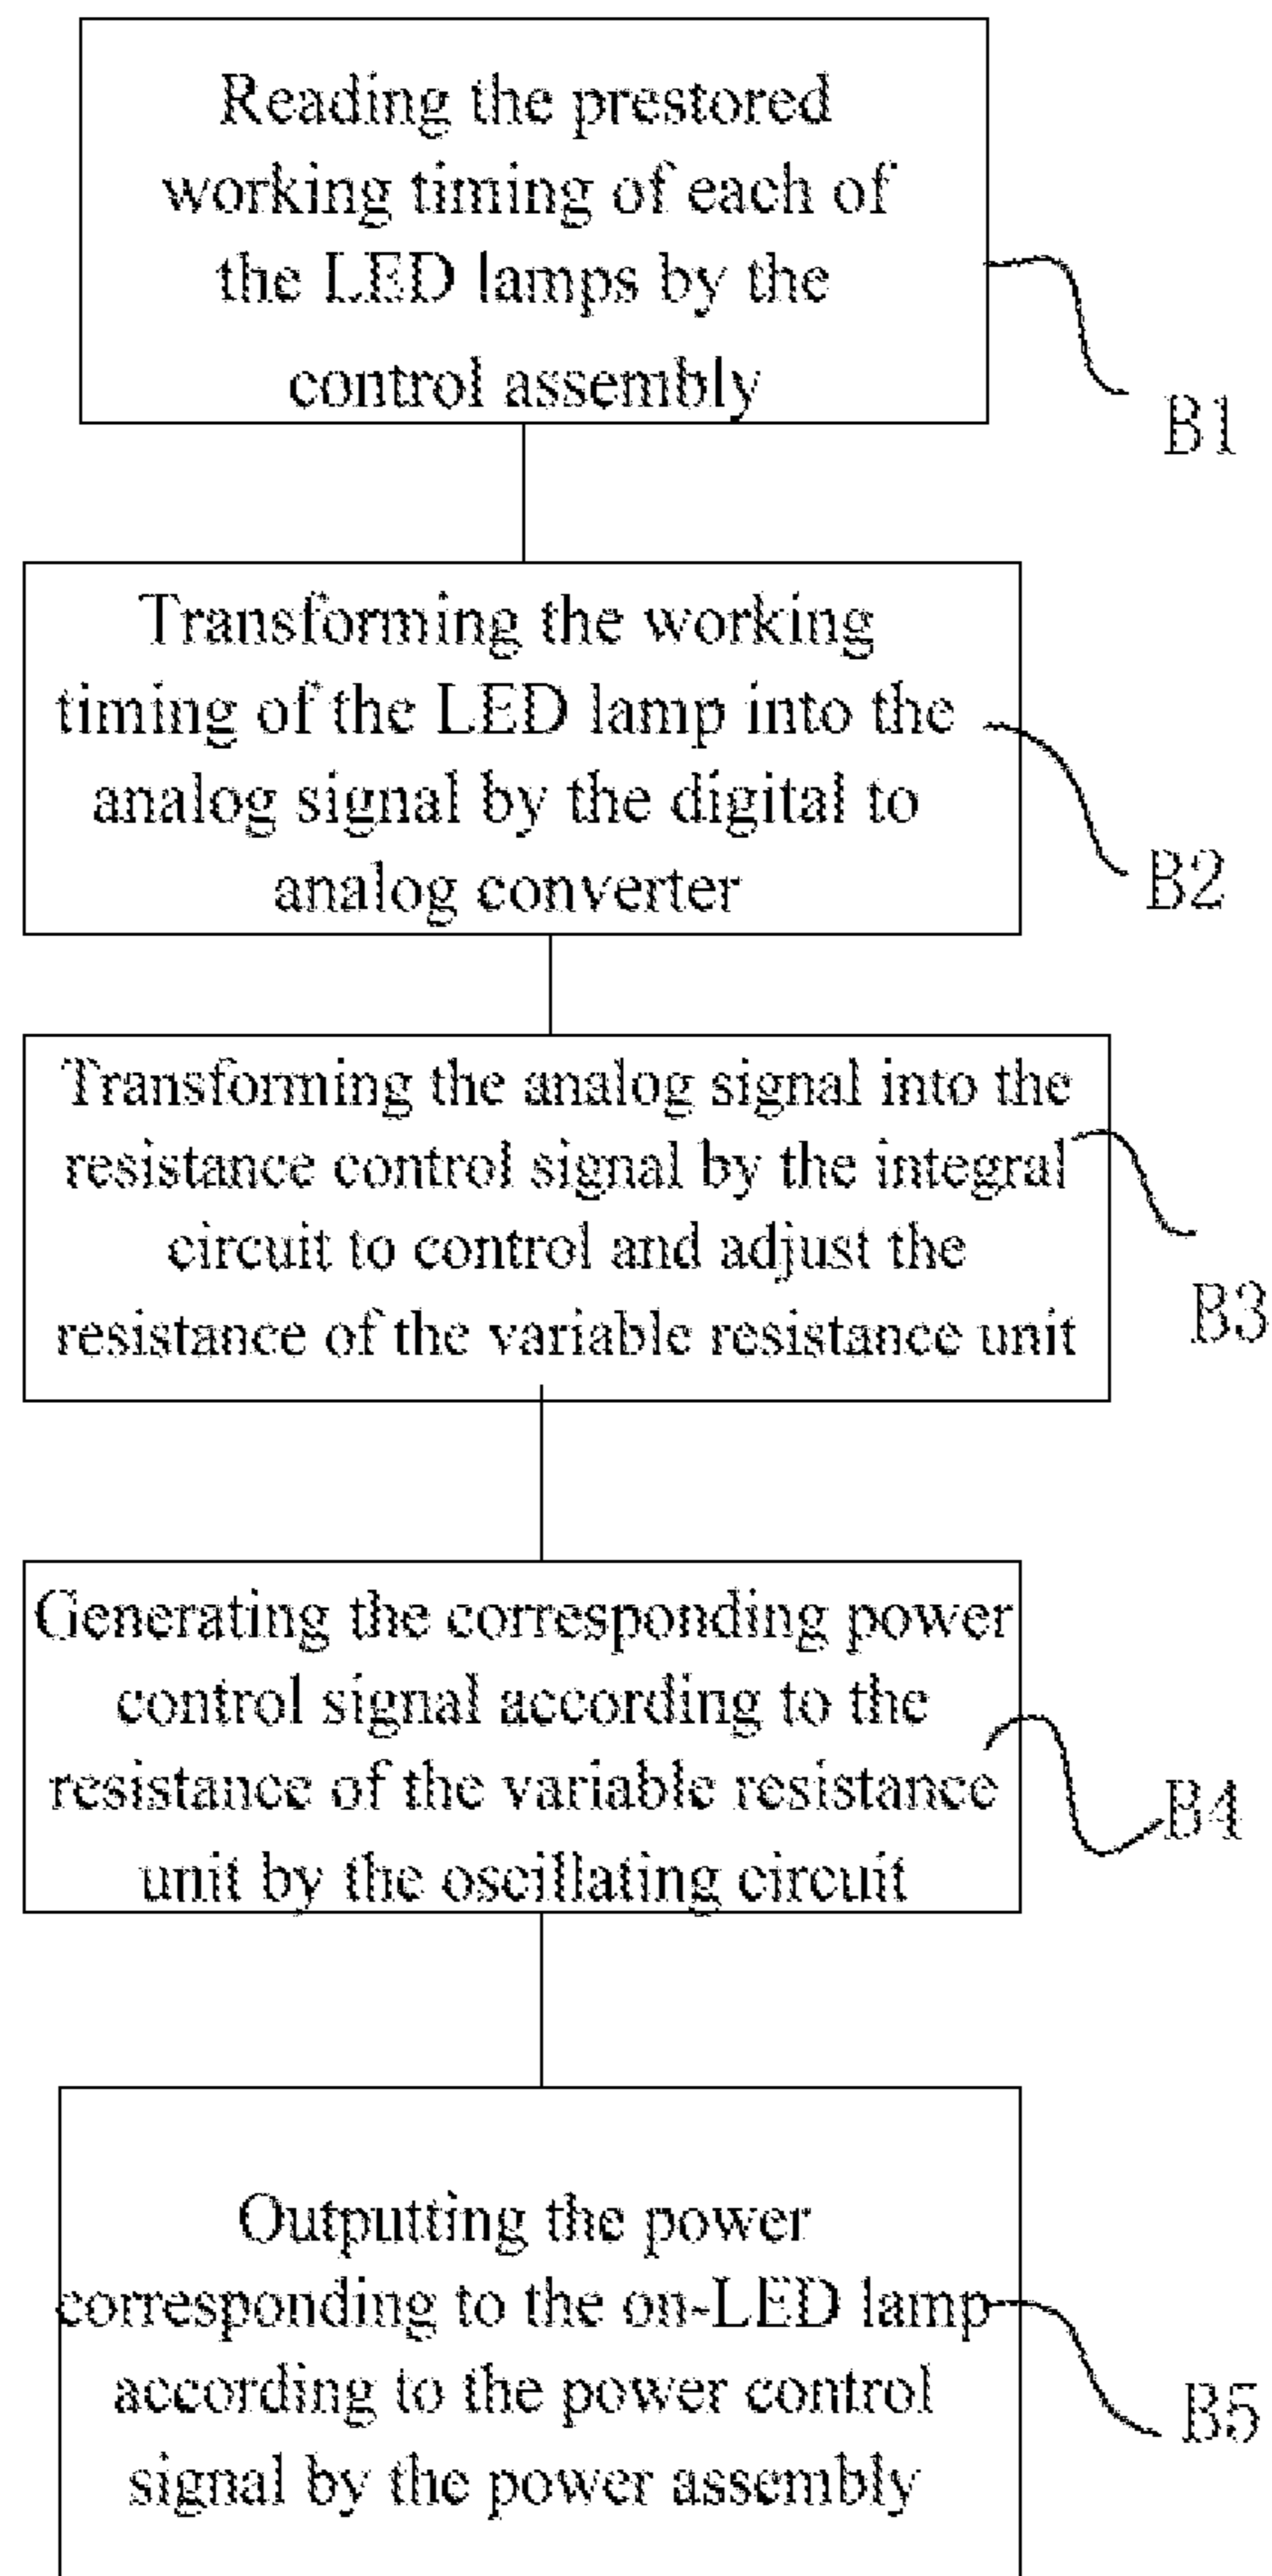 Reading the prestored
working timing of each of
the LED lamps by the
control assembly
B1
Transforming the working
timing of the LED lamp into the
analog signal by the digital to
analog converter
B2
Transforming the analog signal into the
resistance control signal by the integral
circuit to control and adjust the
resistance of the variable resistance unit
B3
Generating the corresponding power
control signal according to the
resistance of the variable resistance
unit by the oscillating circuit
B4
Outputting the power
corresponding to the on-LED lamp
according to the power control
signal by the power assembly
B5